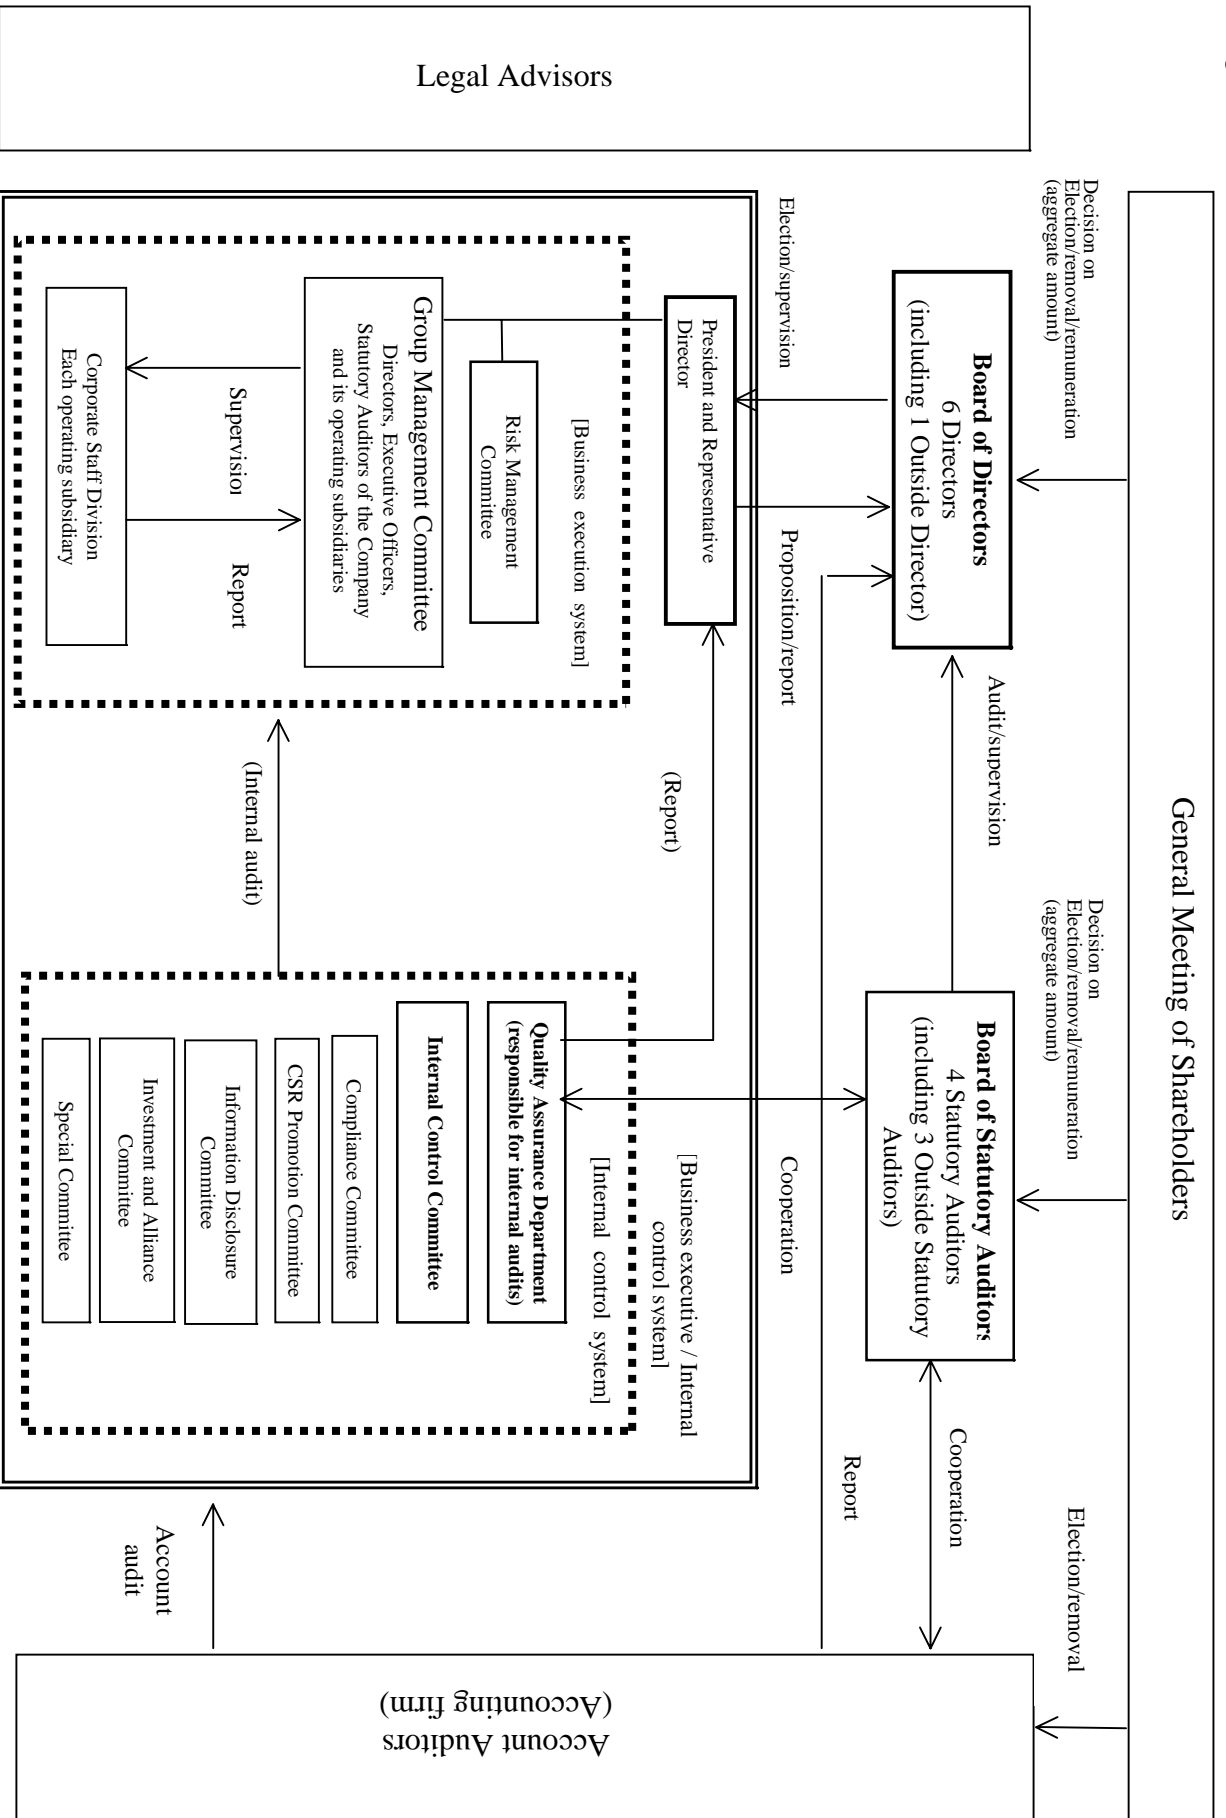 General Meeting of Shareholders
Decision on
Election/removal/remuneration
(aggregate amount)
Decision on
Election/removal/remuneration
(aggregate amount)
Election/removal
Board of Directors
6 Directors
(including 1 Outside Director)
Audit/supervision
Board of Statutory Auditors
4 Statutory Auditors
(including 3 Outside Statutory
Auditors)
Cooperation
Legal Advisors
Election/supervision
Proposition/report
Cooperation
Report
President and Representative
Director
(Report)
[Business executive / Internal
control system]
[Business execution system]
Risk Management
Committee
Group Management Committee
Directors, Executive Officers,
Statutory Auditors of the Company
and its operating subsidiaries
Supervision
Report
Corporate Staff Division
Each operating subsidiary
(Internal audit)
[Internal control system]
Quality Assurance Department
(responsible for internal audits)
Internal Control Committee
Compliance Committee
CSR Promotion Committee
Information Disclosure
Committee
Investment and Alliance
Committee
Special Committee
Account
audit
Account Auditors
(Accounting firm)